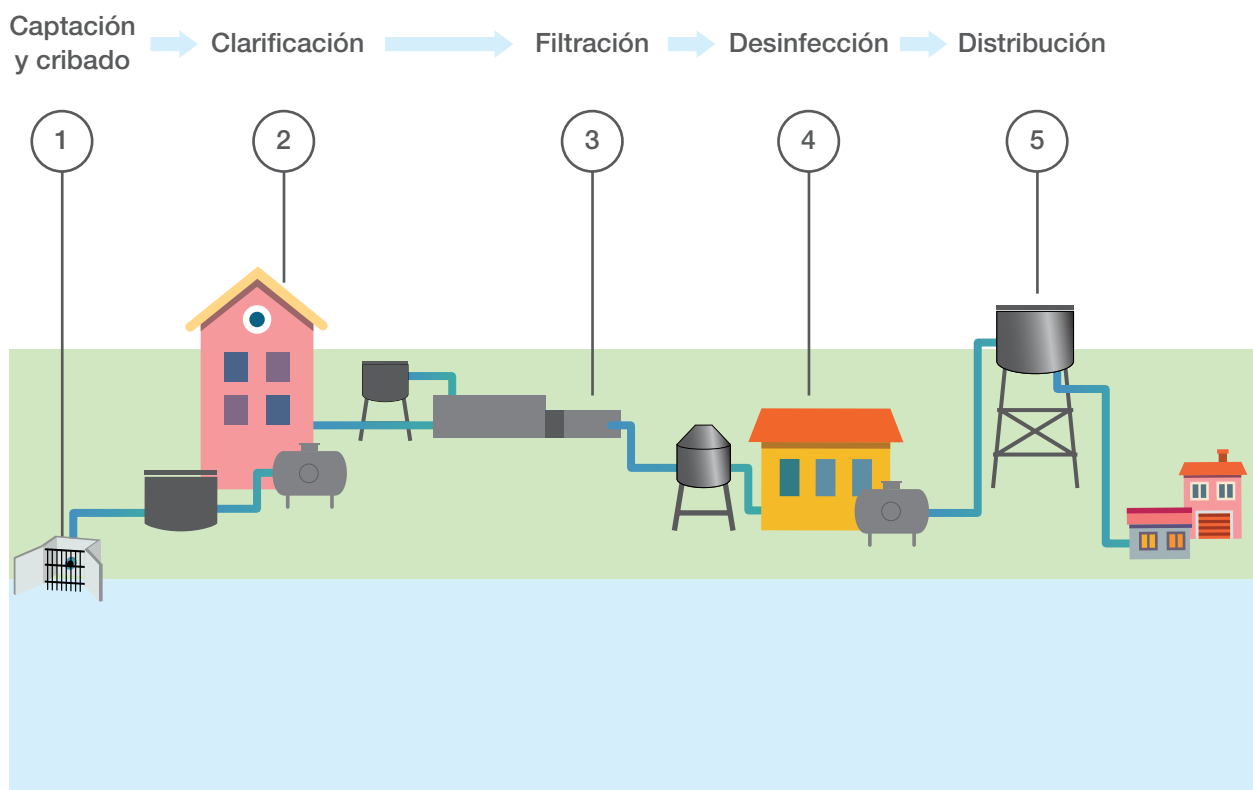 Captación
y cribado
Clarificación
Filtración
Desinfección
Distribución
1
2
3
4
5